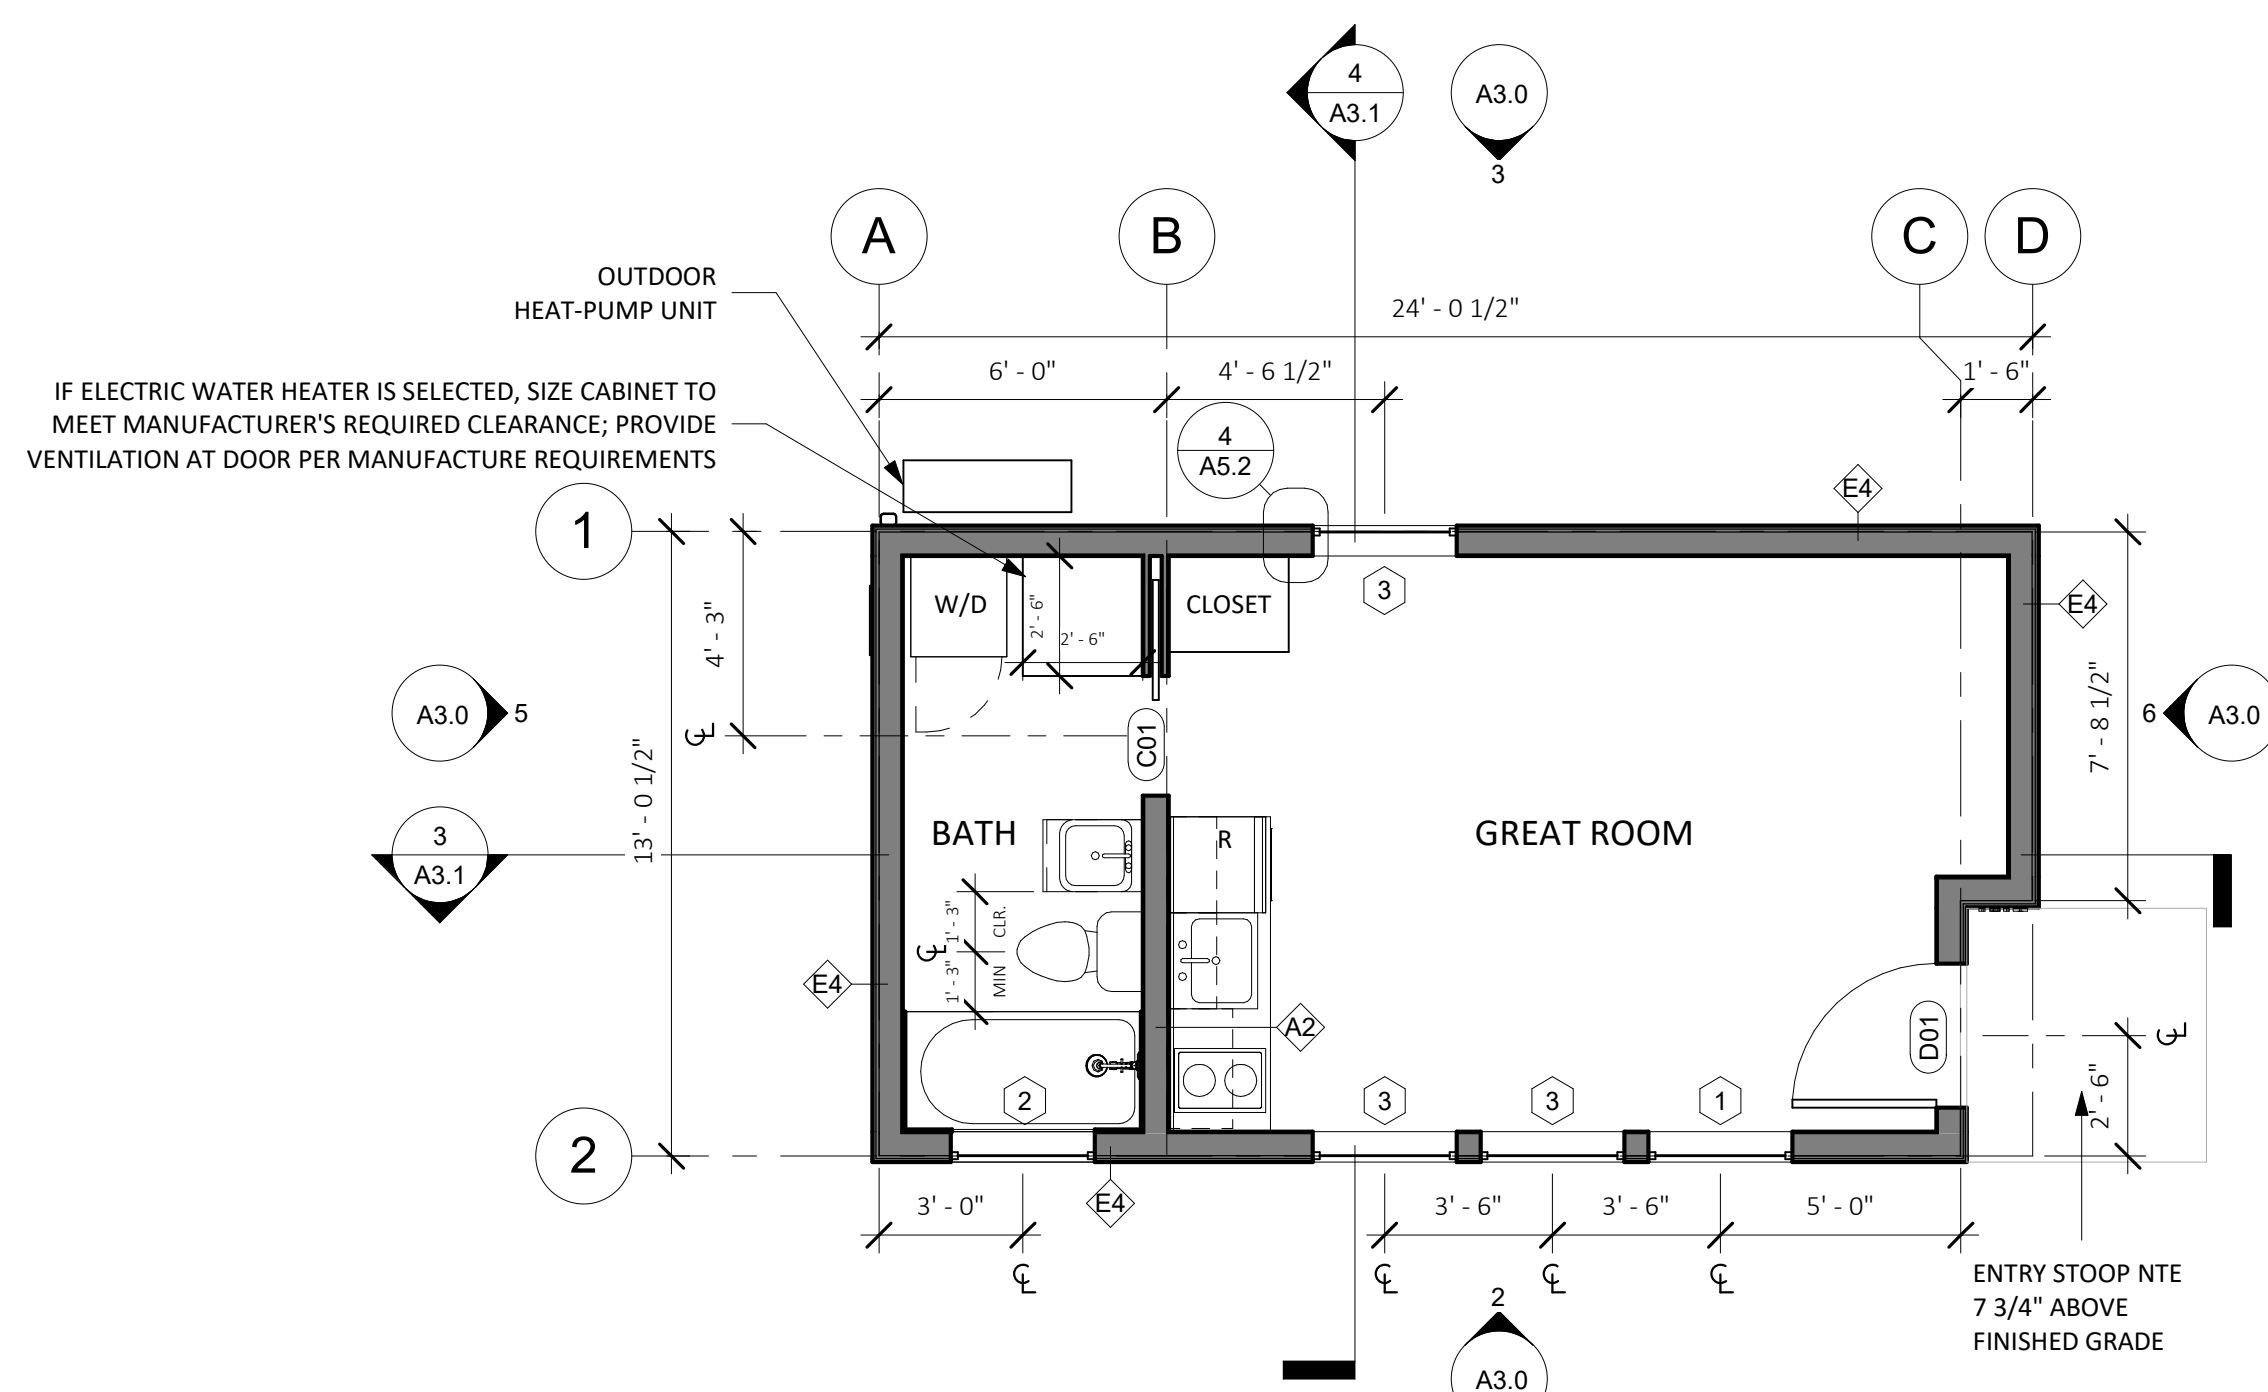 4
A3.1
A3.0
3
A
B
C
D
OUTDOOR
HEAT-PUMP UNIT
24' - 0 1/2"
6' - 0"
4' - 6 1/2"
1' - 6"
IF ELECTRIC WATER HEATER IS SELECTED, SIZE CABINET TO
MEET MANUFACTURER'S REQUIRED CLEARANCE; PROVIDE
VENTILATION AT DOOR PER MANUFACTURE REQUIREMENTS
4
A5.2
E4
1
4' - 3"
W/D
2' - 6"
2' - 6"
CLOSET
3
E4
A3.0
5
C01
7' - 8 1/2"
6
A3.0
13' - 0 1/2"
3
A3.1
BATH
R
GREAT ROOM
1' - 3"
1' - 3"
MIN CLR.
E4
A2
D01
2' - 6"
2
3
3
1
2
E4
3' - 0"
3' - 6"
3' - 6"
5' - 0"
ENTRY STOOP NTE
7 3/4" ABOVE
FINISHED GRADE
2
A3.0